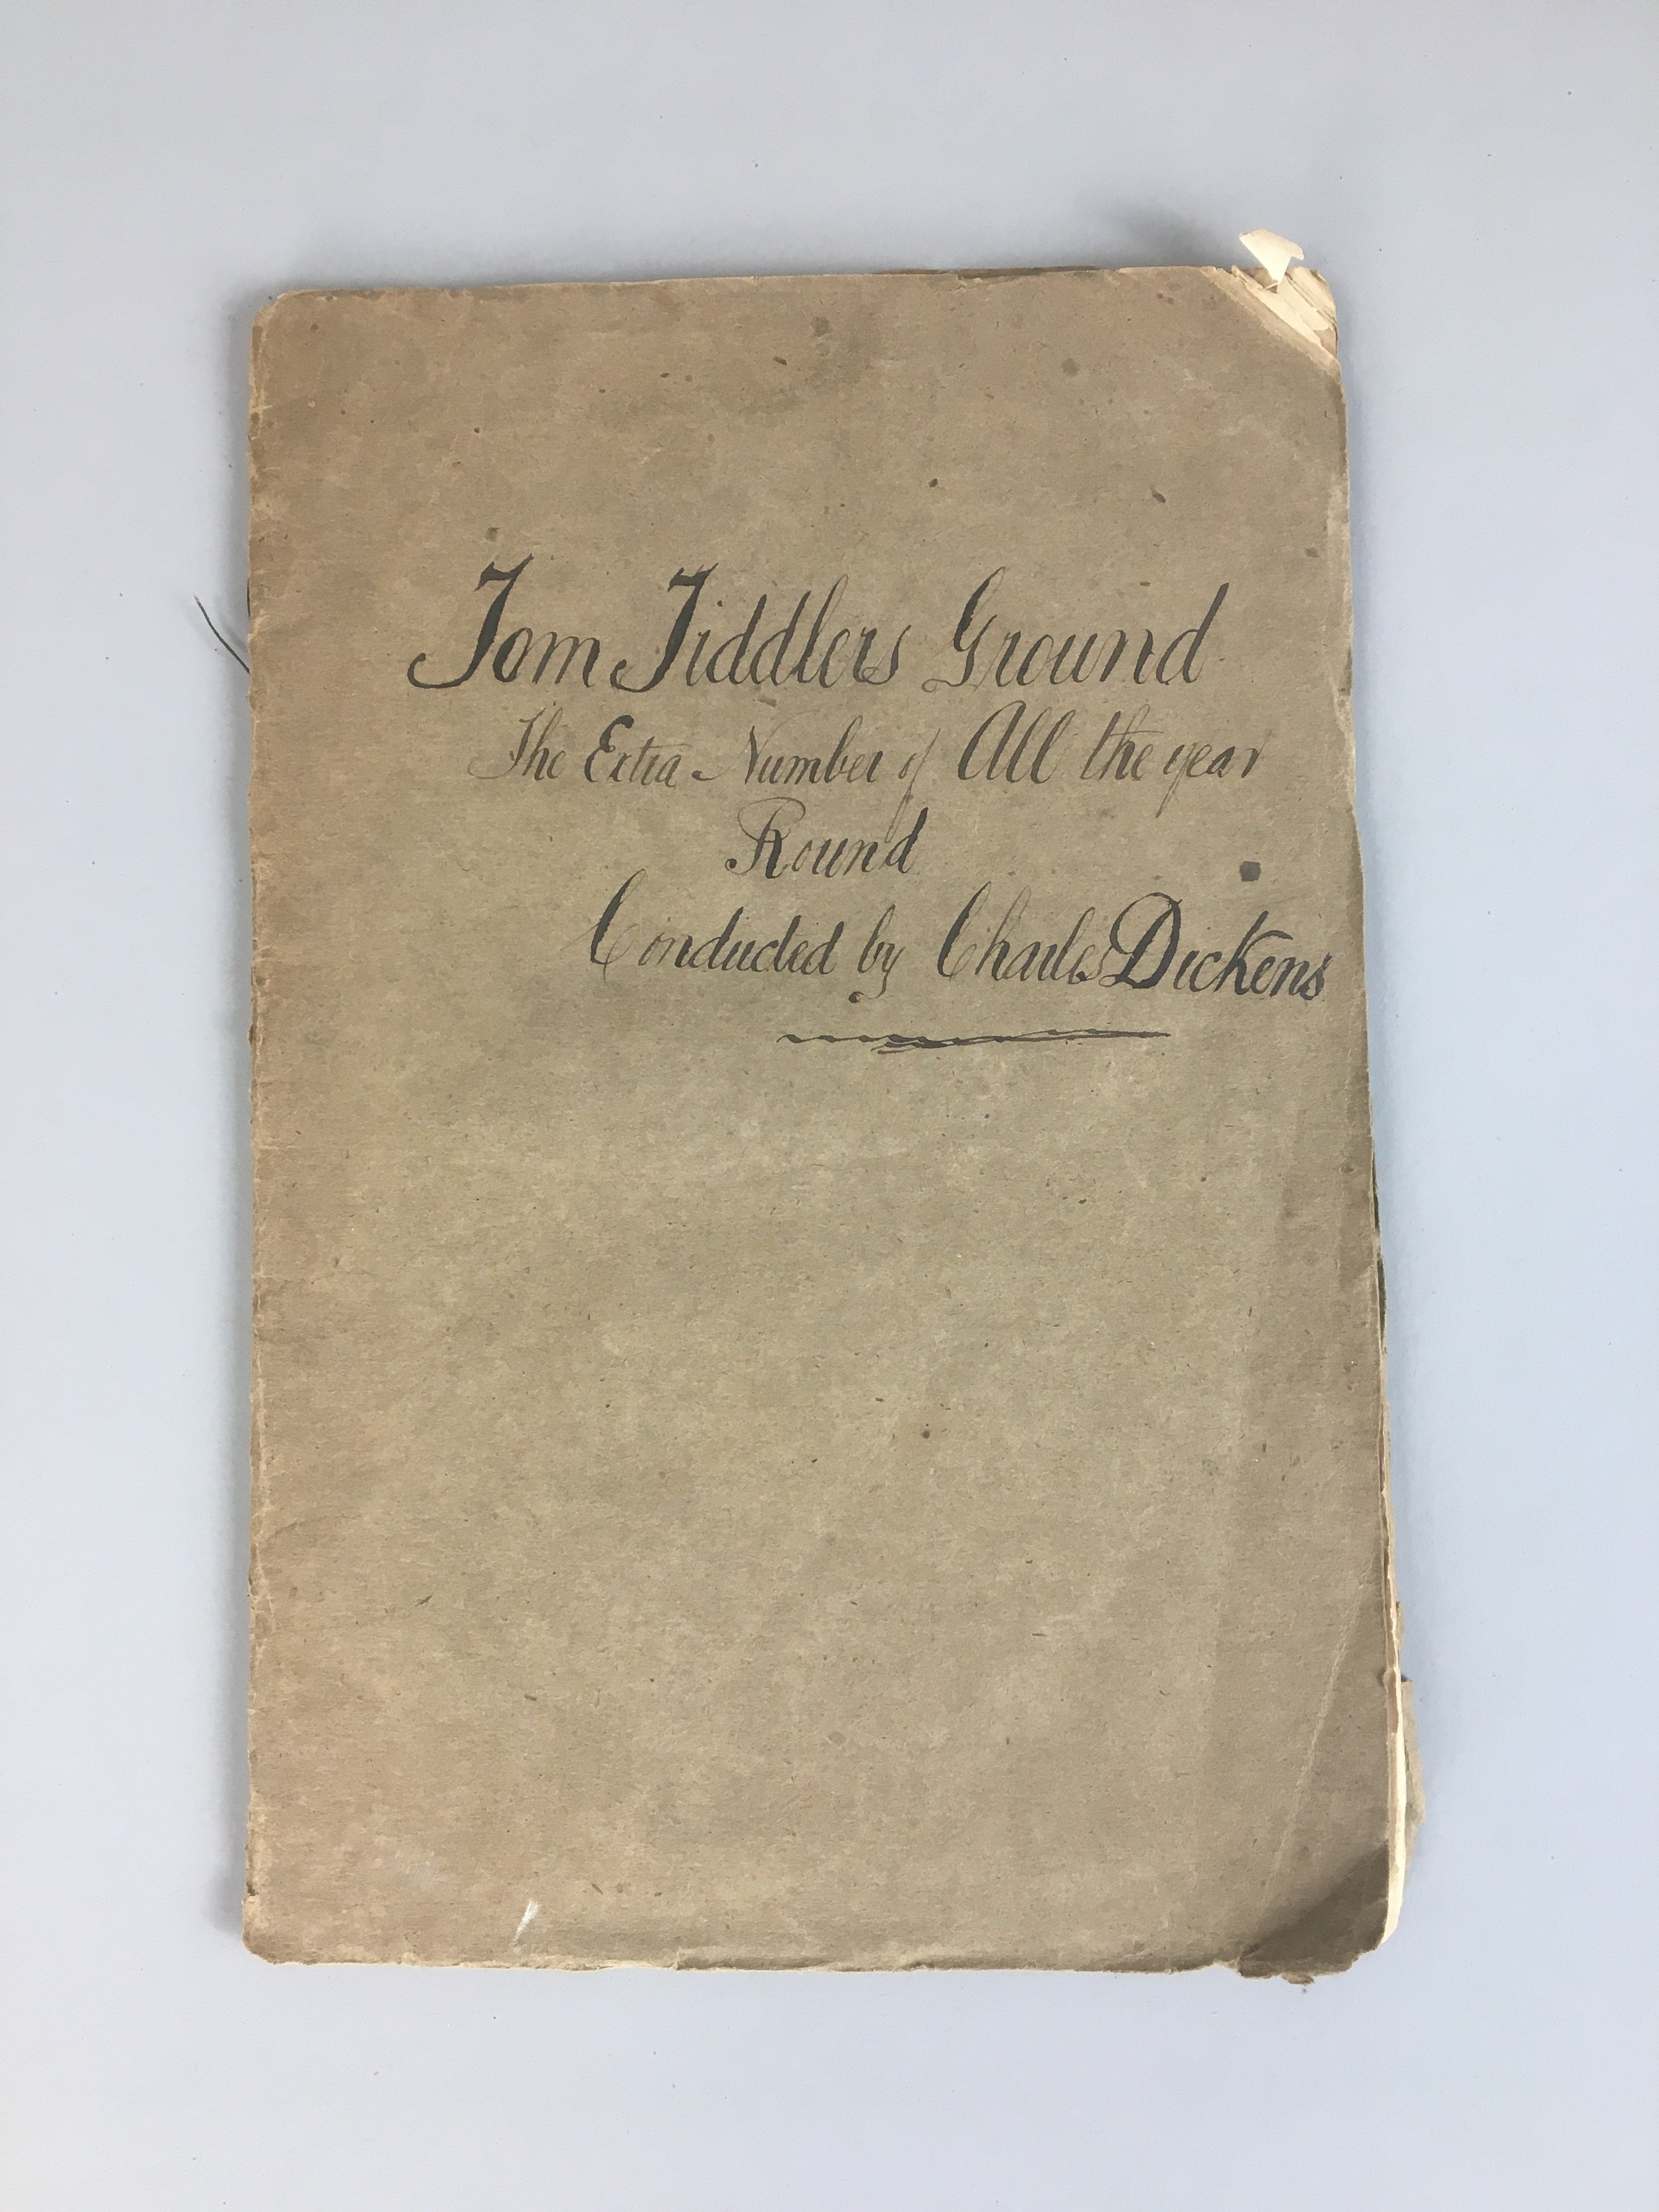 Tom Tiddlers Ground
The Extra Number of All the year
Round
Conducted by Charles Dickens